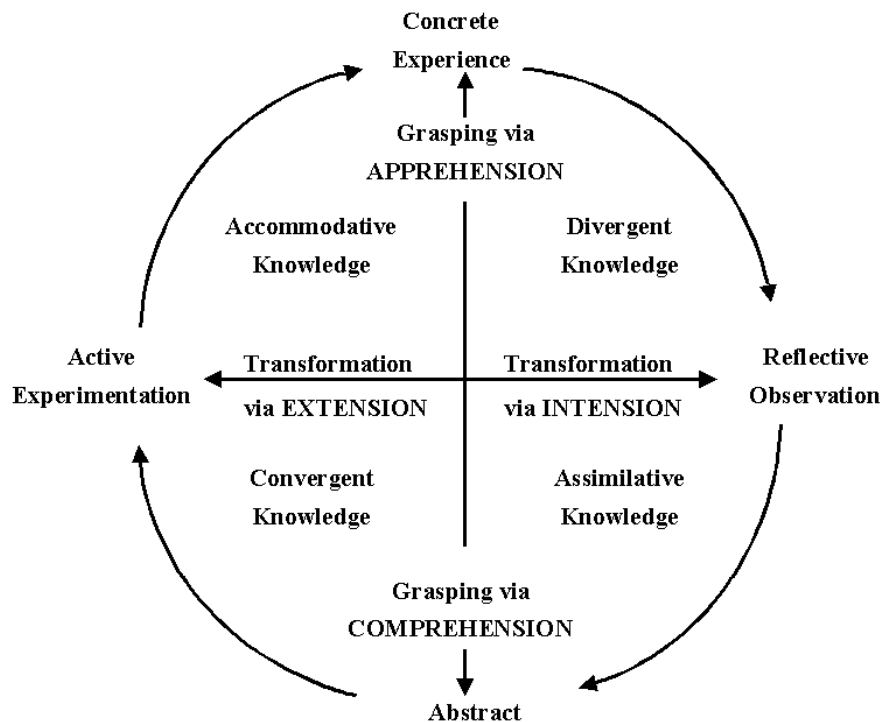 Concrete
Experience
Grasping via
APPREHENSION
Accommodative
Knowledge
Divergent
Knowledge
Active
Experimentation
Transformation
via EXTENSION
Transformation
via INTENSION
Reflective
Observation
Convergent
Knowledge
Assimilative
Knowledge
Grasping via
COMPREHENSION
Abstract